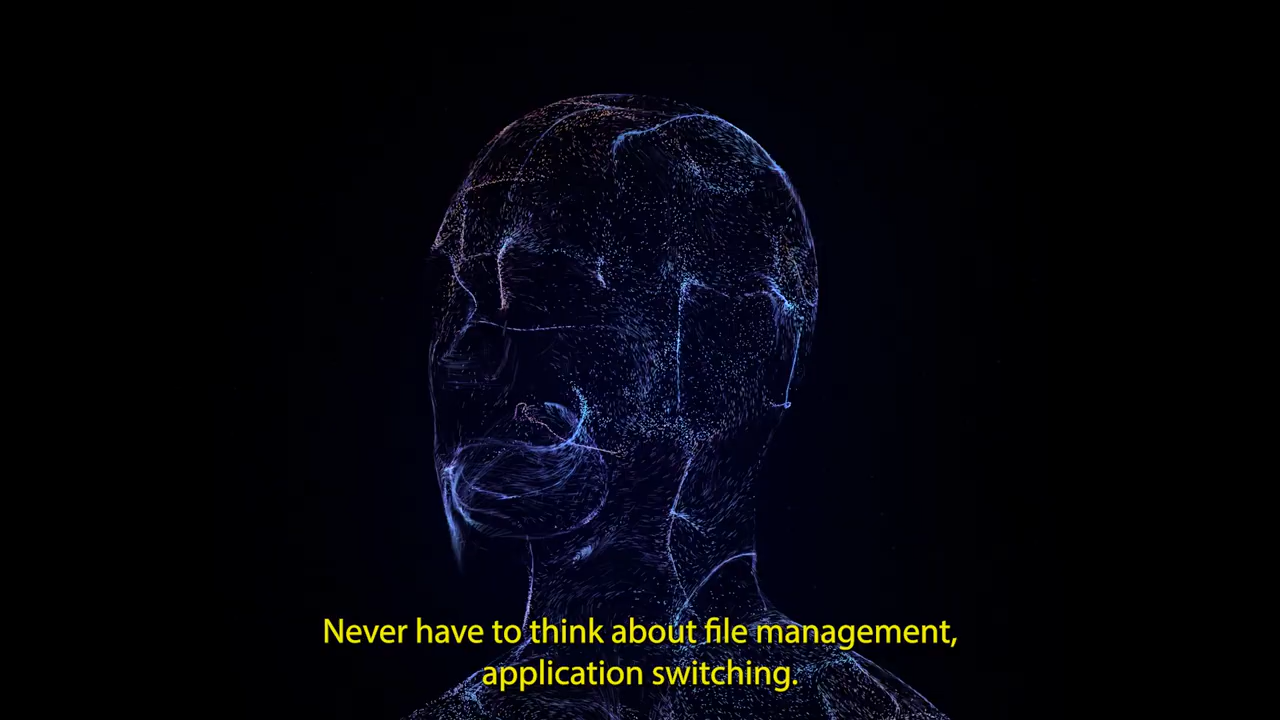 Never have to think about file management,
application switching.